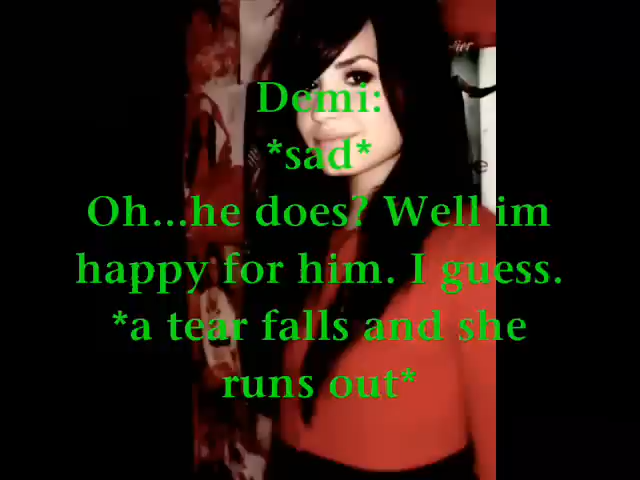 Demi:
*sad*
Oh...he does? Well im
happy for him. I guess.
*a tear falls and she
runs out*